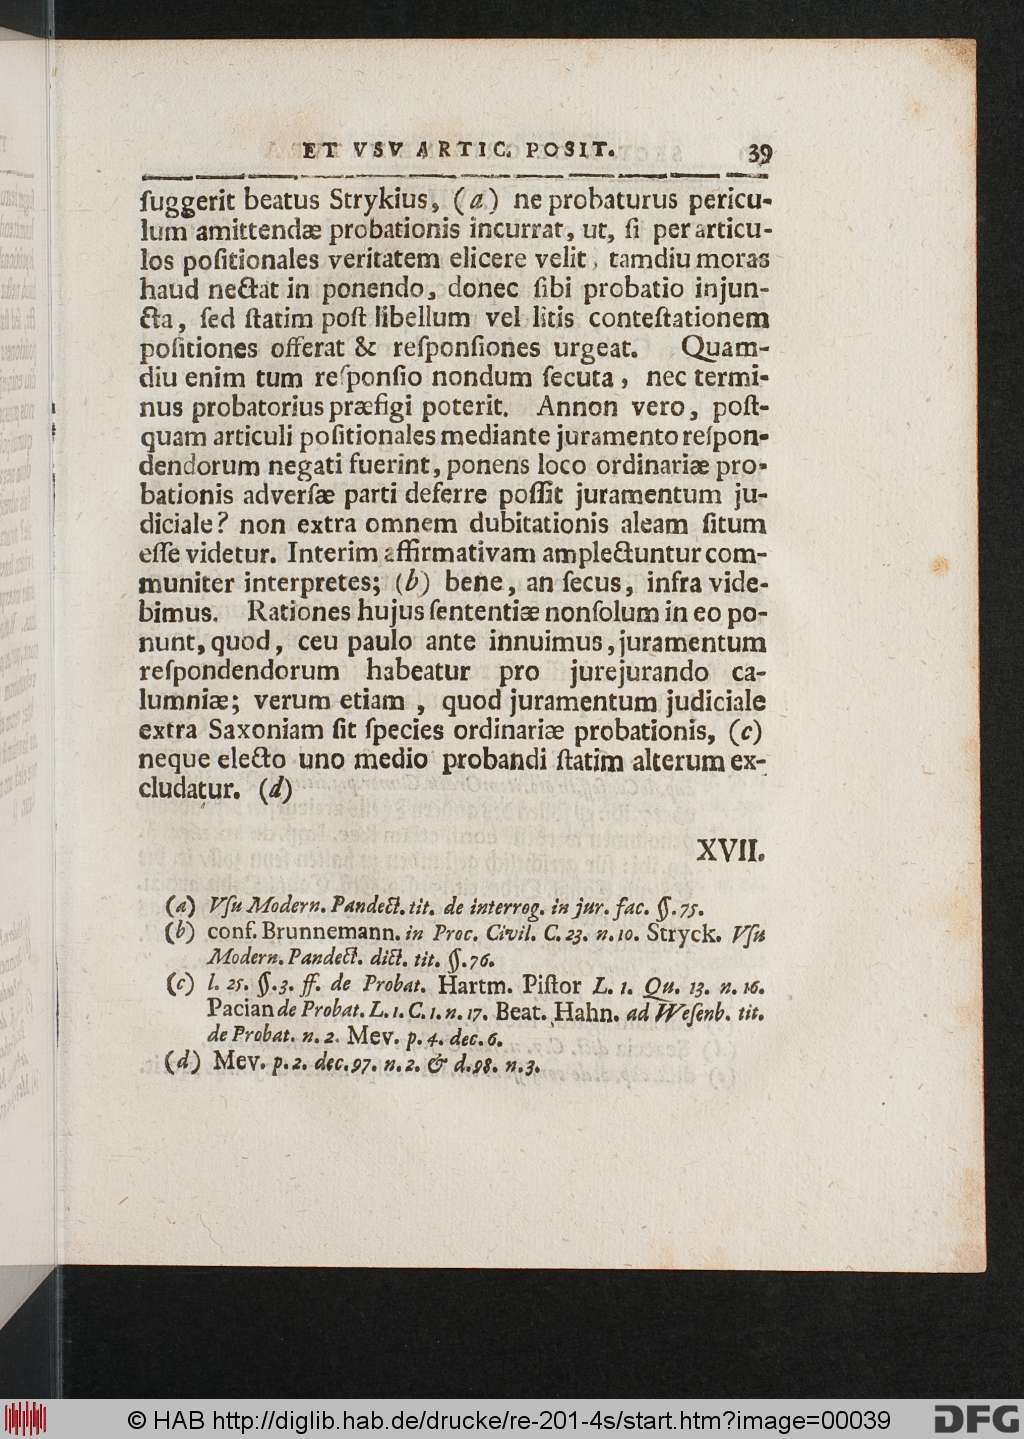 ET VSV ARTIC. POSIT. 39
ſuggerit beatus Strykius, (a) ne probaturus pericu-
lum amittendæ probationis incurrat, ut, ſi per articu-
los poſitionales veritatem elicere velit, tamdiu moras
haud nectat in ponendo, donec ſibi probatio injun-
cta, ſed ſtatim poſt libellum vel litis conteſtationem
poſitiones offerat & reſponſiones urgeat. Quam-
diu enim tum reſponſio nondum ſecuta, nec termi-
nus probatorius præfigi poterit. Annon vero, poſt-
quam articuli poſitionales mediante juramento reſpon-
dendorum negati fuerint, ponens loco ordinariæ pro-
bationis adverſæ parti deferre poſſit juramentum ju-
diciale? non extra omnem dubitationis aleam ſitum
eſſe videtur. Interim affirmativam amplectuntur com-
muniter interpretes; (b) bene, an ſecus, infra vide-
bimus. Rationes hujus ſententiæ nonſolum in eo po-
nunt, quod, ceu paulo ante innuimus, juramentum
reſpondendorum habeatur pro jurejurando ca-
lumniæ; verum etiam, quod juramentum judiciale
extra Saxoniam ſit ſpecies ordinariæ probationis, (c)
neque electo uno medio probandi ſtatim alterum ex-
cludatur. (d)
XVII.
(a) Vſu Modern. Pandect. tit. de interrog. in jur. fac. §. 75.
(b) conf. Brunnemann. in Proc. Civil. C. 23. n. 10. Stryck. Vſu
Modern. Pandect. dict. tit. §. 76.
(c) l. 25. §. 3. ff. de Probat. Hartm. Piſtor L. 1. Qu. 13. n. 16.
Pacian de Probat. L. 1. C. 1. n. 17. Beat. Hahn. ad Weſenb. tit.
de Probat. n. 2. Mev. p. 4. dec. 6.
(d) Mev. p. 2. dec. 97. n. 2. & d. 98. n. 3.
© HAB http://diglib.hab.de/drucke/re-201-4s/start.htm?image=00039 DFG